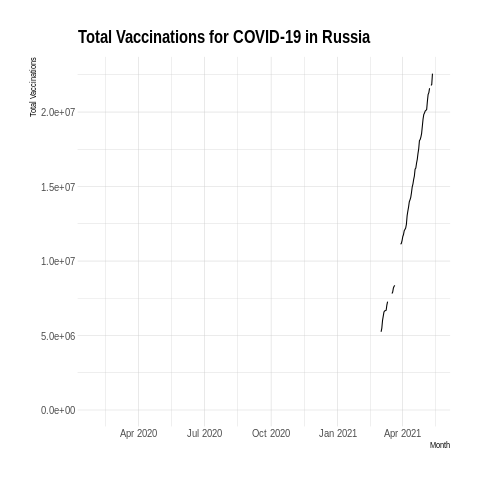 Total Vaccinations for COVID-19 in Russia
Total Vaccinations
2.0e+07
1.5e+07
1.0e+07
5.0e+06
0.0e+00
Apr 2020 Jul 2020 Oct 2020 Jan 2021 Apr 2021
Month